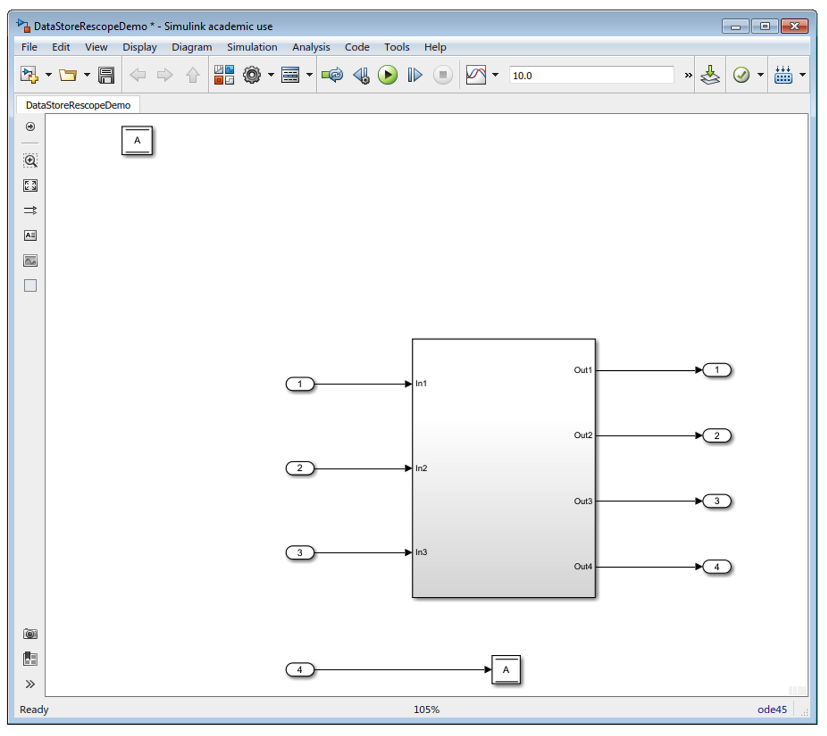 DataStoreRescopeDemo * - Simulink academic use
File Edit View Display Diagram Simulation Analysis Code Tools Help
10.0 »
DataStoreRescopeDemo
A
Out1 1
1 In1
Out2 2
2 In2
Out3 3
3 In3
Out4 4
4 A
Ready 105% ode45